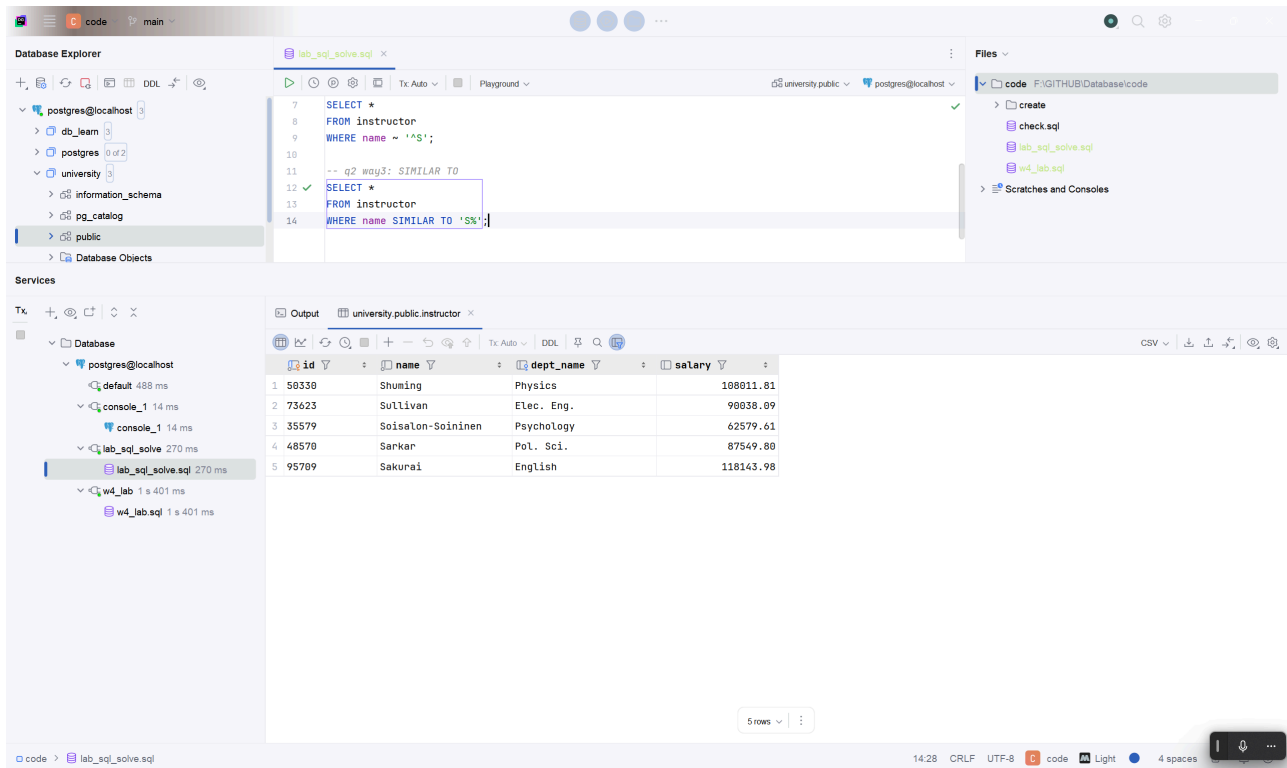 C code main
Database Explorer
DDL
postgres@localhost 3
db_learn 3
postgres 0 of 2
university 3
information_schema
pg_catalog
public
Database Objects
lab_sql_solve.sql
Tx: Auto Playground university.public postgres@localhost
7 SELECT *
8 FROM instructor
9 WHERE name ~ '^S';
10
11 -- q2 way3: SIMILAR TO
12 SELECT *
13 FROM instructor
14 WHERE name SIMILAR TO 'S%';
Files
code F:\GITHUB\Database\code
create
check.sql
lab_sql_solve.sql
w4_lab.sql
Scratches and Consoles
Services
Tx
Database
postgres@localhost
default 488 ms
console_1 14 ms
console_1 14 ms
lab_sql_solve 270 ms
lab_sql_solve.sql 270 ms
w4_lab 1 s 401 ms
w4_lab.sql 1 s 401 ms
Output university.public.instructor
Tx: Auto DDL CSV
id name dept_name salary
1 50330 Shuming Physics 108011.81
2 73623 Sullivan Elec. Eng. 90038.09
3 35579 Soisalon-Soininen Psychology 62579.61
4 48570 Sarkar Pol. Sci. 87549.80
5 95709 Sakurai English 118143.98
5 rows
code > lab_sql_solve.sql
14:28 CRLF UTF-8 C code Light 4 spaces